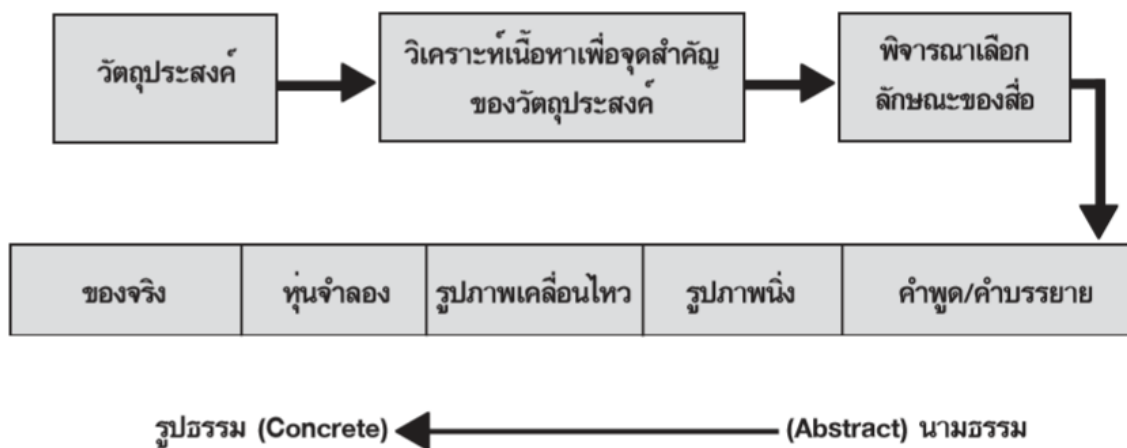 วัตถุประสงค์
วิเคราะห์เนื้อหาเพื่อจุดสำคัญ
ของวัตถุประสงค์
พิจารณาเลือก
ลักษณะของสื่อ
ของจริง
หุ่นจำลอง
รูปภาพเคลื่อนไหว
รูปภาพนิ่ง
คำพูด/คำบรรยาย
รูปธรรม (Concrete)
(Abstract) นามธรรม